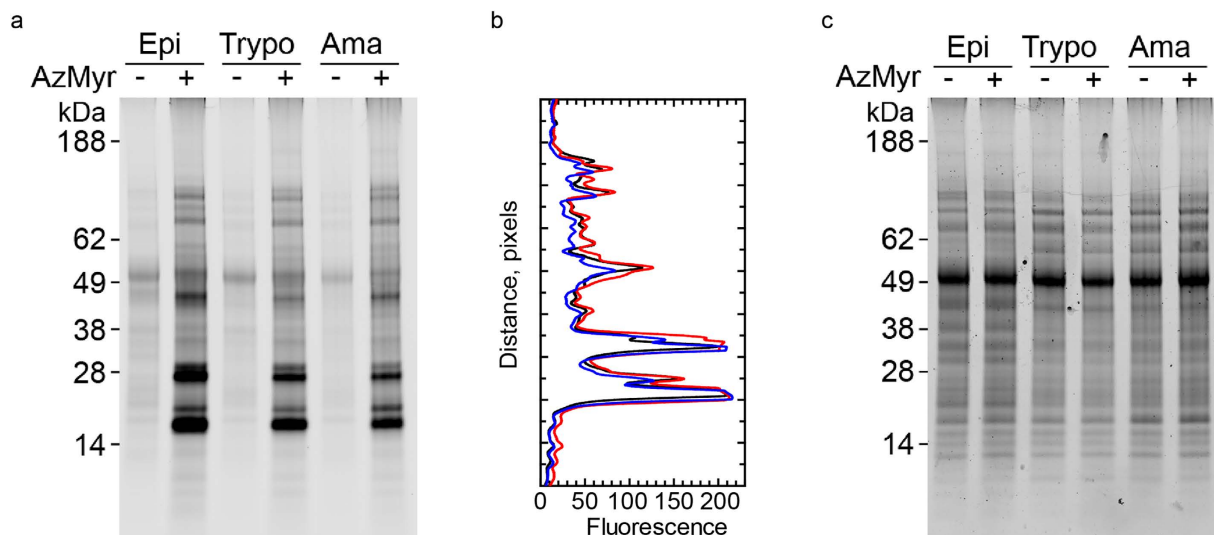 a
Epi Trypo Ama
AzMyr - + - + - +
kDa
188
62
49
38
28
14
b
Distance, pixels
0 50 100 150 200
Fluorescence
c
Epi Trypo Ama
AzMyr - + - + - +
kDa
188
62
49
38
28
14